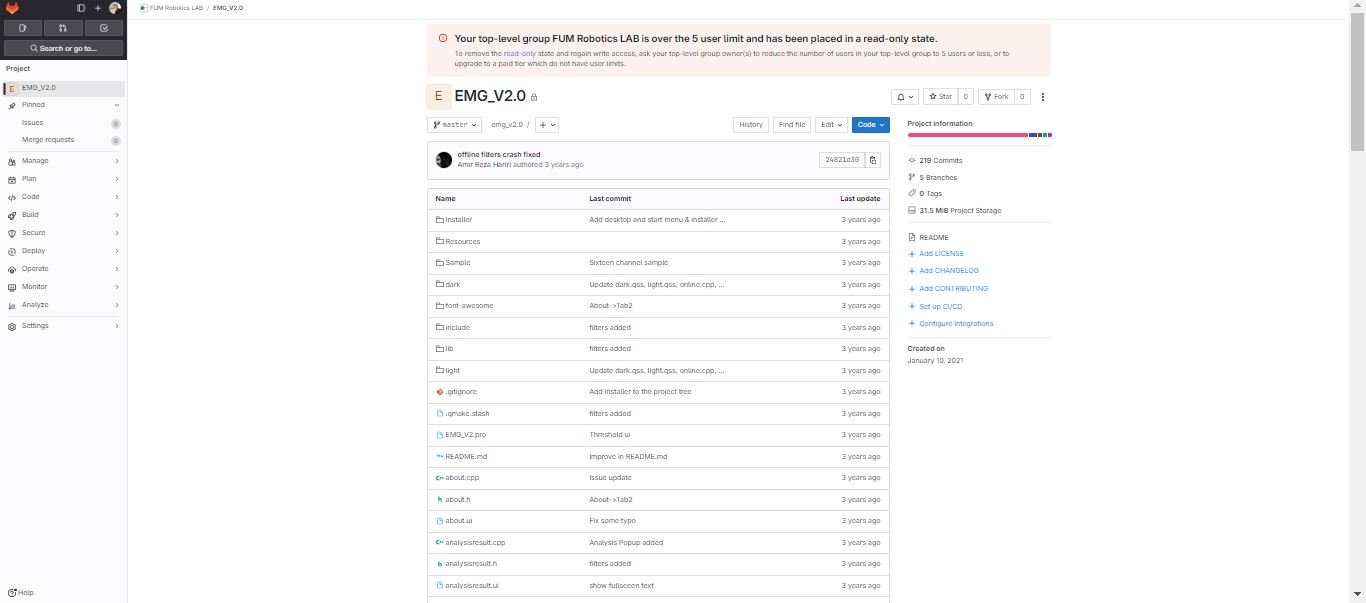 FUM Robotics LAB / EMG_V2.0
Search or go to...
Project
E EMG_V2.0
Pinned
Issues 0
Merge requests 0
Manage
Plan
Code
Build
Secure
Deploy
Operate
Monitor
Analyze
Settings
Help
Your top-level group FUM Robotics LAB is over the 5 user limit and has been placed in a read-only state.
To remove the read-only state and regain write access, ask your top-level group owner(s) to reduce the number of users in your top-level group to 5 users or less, or to
upgrade to a paid tier which do not have user limits.
E EMG_V2.0
Star 0 Fork 0
master emg_v2.0 / + History Find file Edit Code
offline filters crash fixed
Amir Reza Hariri authored 3 years ago
24821d30
Name Last commit Last update
Installer Add desktop and start menu & installer ... 3 years ago
Resources 3 years ago
Sample Sixteen channel sample 3 years ago
dark Update dark.qss, light.qss, online.cpp, ... 3 years ago
font-awesome About->Tab2 3 years ago
include filters added 3 years ago
lib filters added 3 years ago
light Update dark.qss, light.qss, online.cpp, ... 3 years ago
.gitignore Add installer to the project tree 3 years ago
.qmake.stash filters added 3 years ago
EMG_V2.pro Threshold ui 3 years ago
README.md Improve in README.md 3 years ago
about.cpp Issue update 3 years ago
about.h About->Tab2 3 years ago
about.ui Fix some typo 3 years ago
analysisresult.cpp Analysis Popup added 3 years ago
analysisresult.h filters added 3 years ago
analysisresult.ui show fullsceen text 3 years ago
Project information
219 Commits
5 Branches
0 Tags
31.5 MiB Project Storage
README
+ Add LICENSE
+ Add CHANGELOG
+ Add CONTRIBUTING
+ Set up CI/CD
+ Configure Integrations
Created on
January 10, 2021